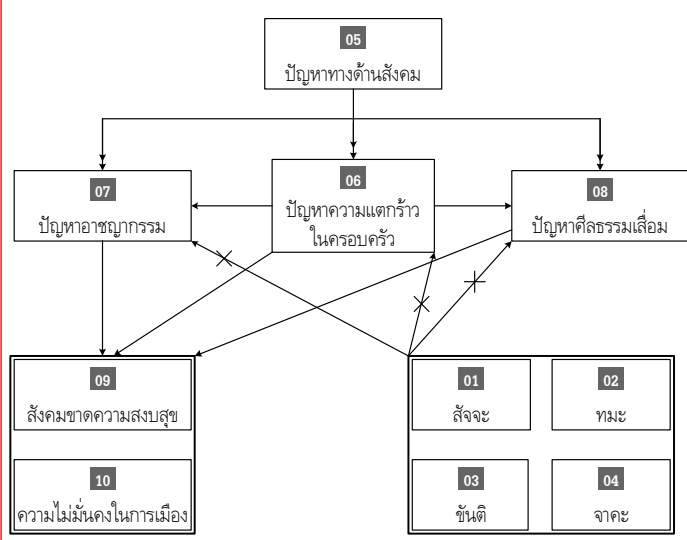 05
ปัญหาทางด้านสังคม
06
ปัญหาความแตกร้าว
ในครอบครัว
07
ปัญหาอาชญากรรม
08
ปัญหาศีลธรรมเสื่อม
09
สังคมขาดความสงบสุข
10
ความไม่มั่นคงในการเมือง
01
สัจจะ
02
ทมะ
03
ขันติ
04
จาคะ